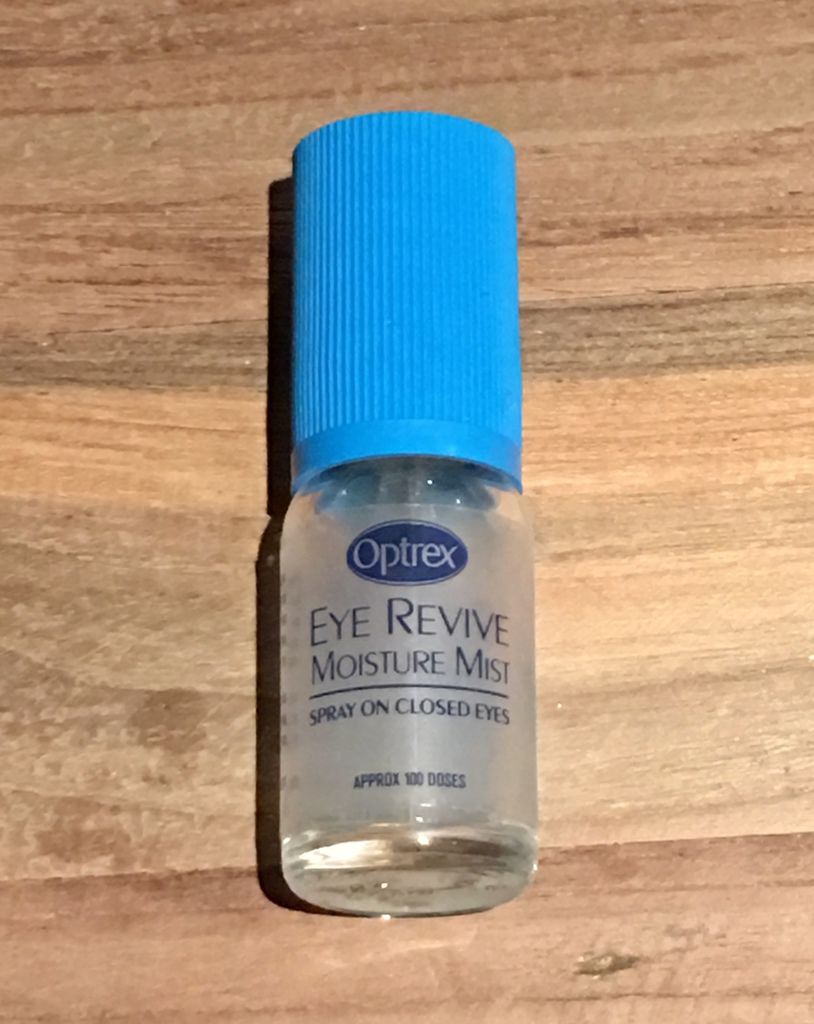 Optrex
EYE REVIVE
MOISTURE MIST
SPRAY ON CLOSED EYES
APPROX 100 DOSES